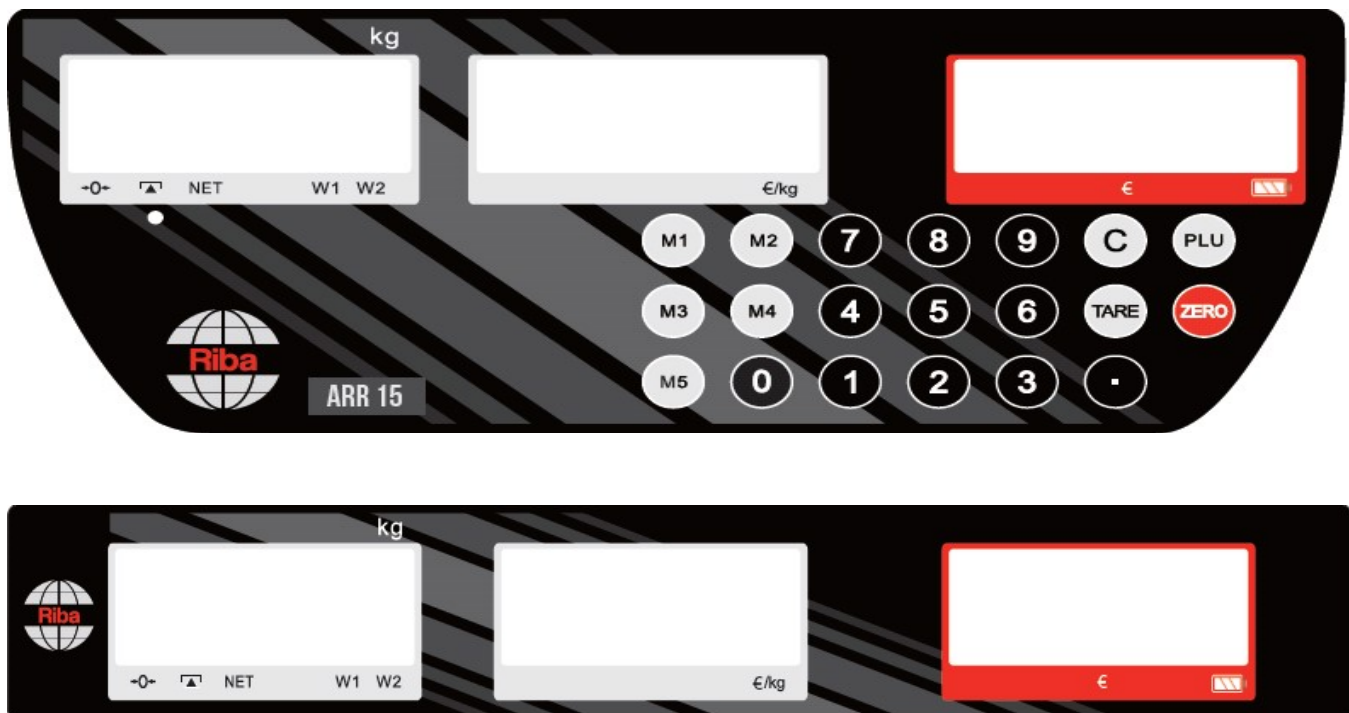 kg
→0← NET W1 W2 €/kg €
M1 M2 7 8 9 C PLU
M3 M4 4 5 6 TARE ZERO
Riba
ARR 15
M5 0 1 2 3 .
kg
Riba
→0← NET W1 W2 €/kg €